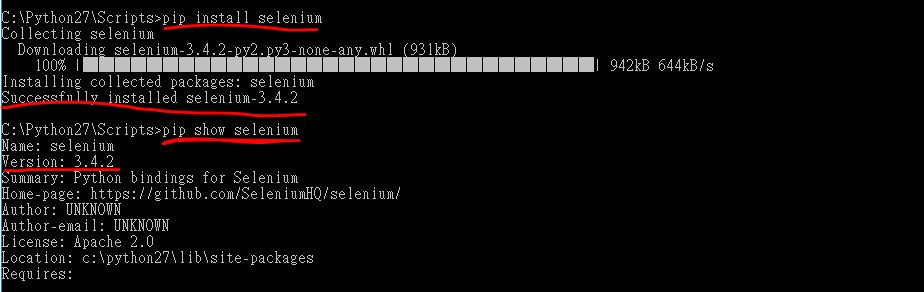 C:\Python27\Scripts>pip install selenium
Collecting selenium
Downloading selenium-3.4.2-py2.py3-none-any.whl (931kB)
100% |████████████████████████████████| 942kB 644kB/s
Installing collected packages: selenium
Successfully installed selenium-3.4.2
C:\Python27\Scripts>pip show selenium
Name: selenium
Version: 3.4.2
Summary: Python bindings for Selenium
Home-page: https://github.com/SeleniumHQ/selenium/
Author: UNKNOWN
Author-email: UNKNOWN
License: Apache 2.0
Location: c:\python27\lib\site-packages
Requires: